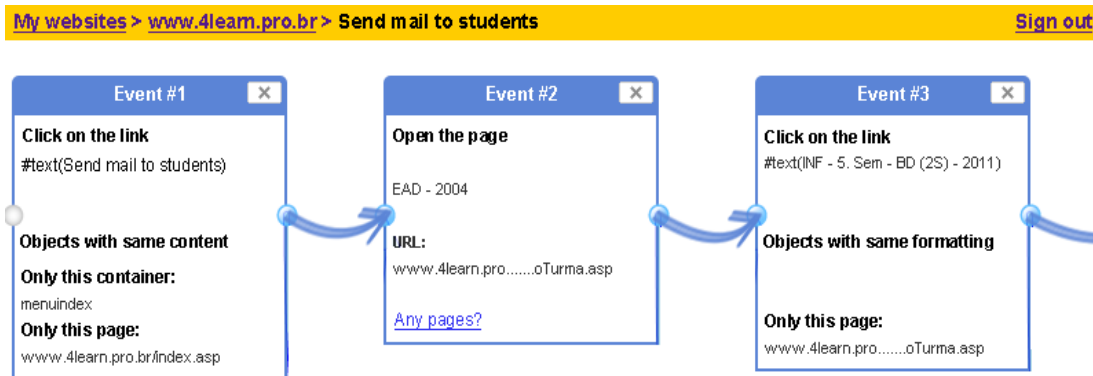 My websites > www.4learn.pro.br > Send mail to students
Sign out
Event #1
Click on the link
#text(Send mail to students)
Objects with same content
Only this container:
menuindex
Only this page:
www.4learn.pro.br/index.asp
Event #2
Open the page
EAD - 2004
URL:
www.4learn.pro.......oTurma.asp
Any pages?
Event #3
Click on the link
#text(INF - 5. Sem - BD (2S) - 2011)
Objects with same formatting
Only this page:
www.4learn.pro.......oTurma.asp